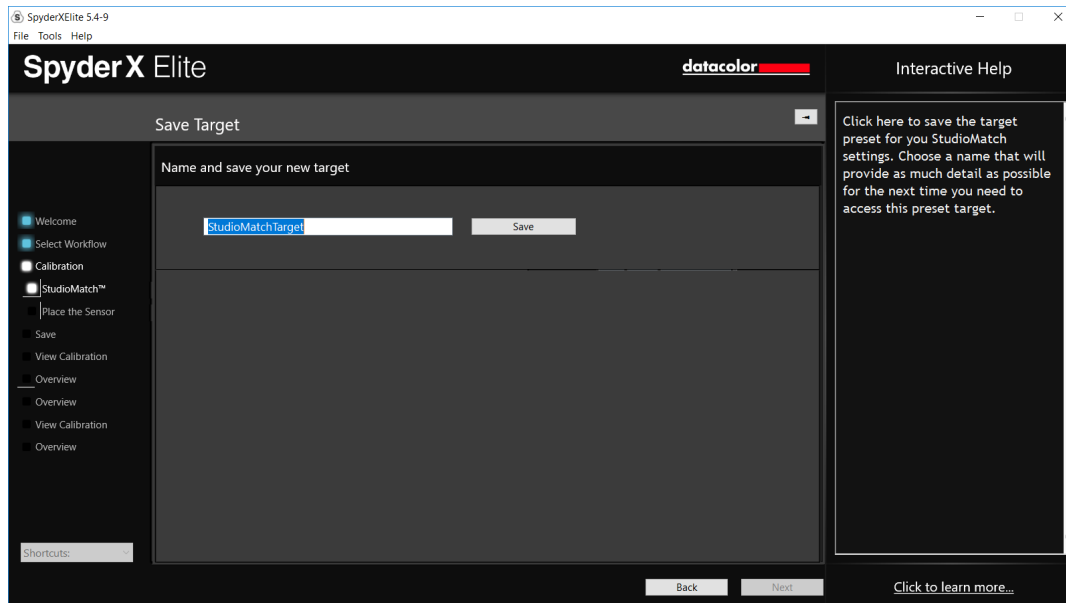 SpyderXElite 5.4-9
File Tools Help
SpyderX Elite
datacolor
Interactive Help
Save Target
Name and save your new target
StudioMatchTarget
Save
Welcome
Select Workflow
Calibration
StudioMatch™
Place the Sensor
Save
View Calibration
Overview
Overview
View Calibration
Overview
Shortcuts:
Click here to save the target
preset for you StudioMatch
settings. Choose a name that will
provide as much detail as possible
for the next time you need to
access this preset target.
Back
Next
Click to learn more...